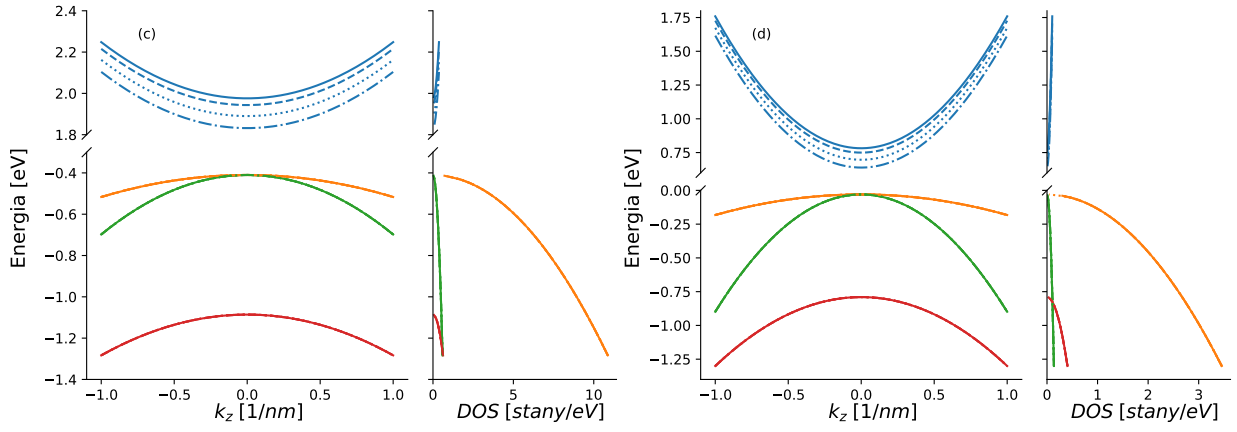 (c)
Energia [eV]
2.4
2.2
2.0
1.8
−0.4
−0.6
−0.8
−1.0
−1.2
−1.4
−1.0 −0.5 0.0 0.5 1.0
k_z [1/nm]
0 5 10
DOS [stany/eV]
(d)
Energia [eV]
1.75
1.50
1.25
1.00
0.75
0.00
−0.25
−0.50
−0.75
−1.00
−1.25
−1.0 −0.5 0.0 0.5 1.0
k_z [1/nm]
0 1 2 3
DOS [stany/eV]